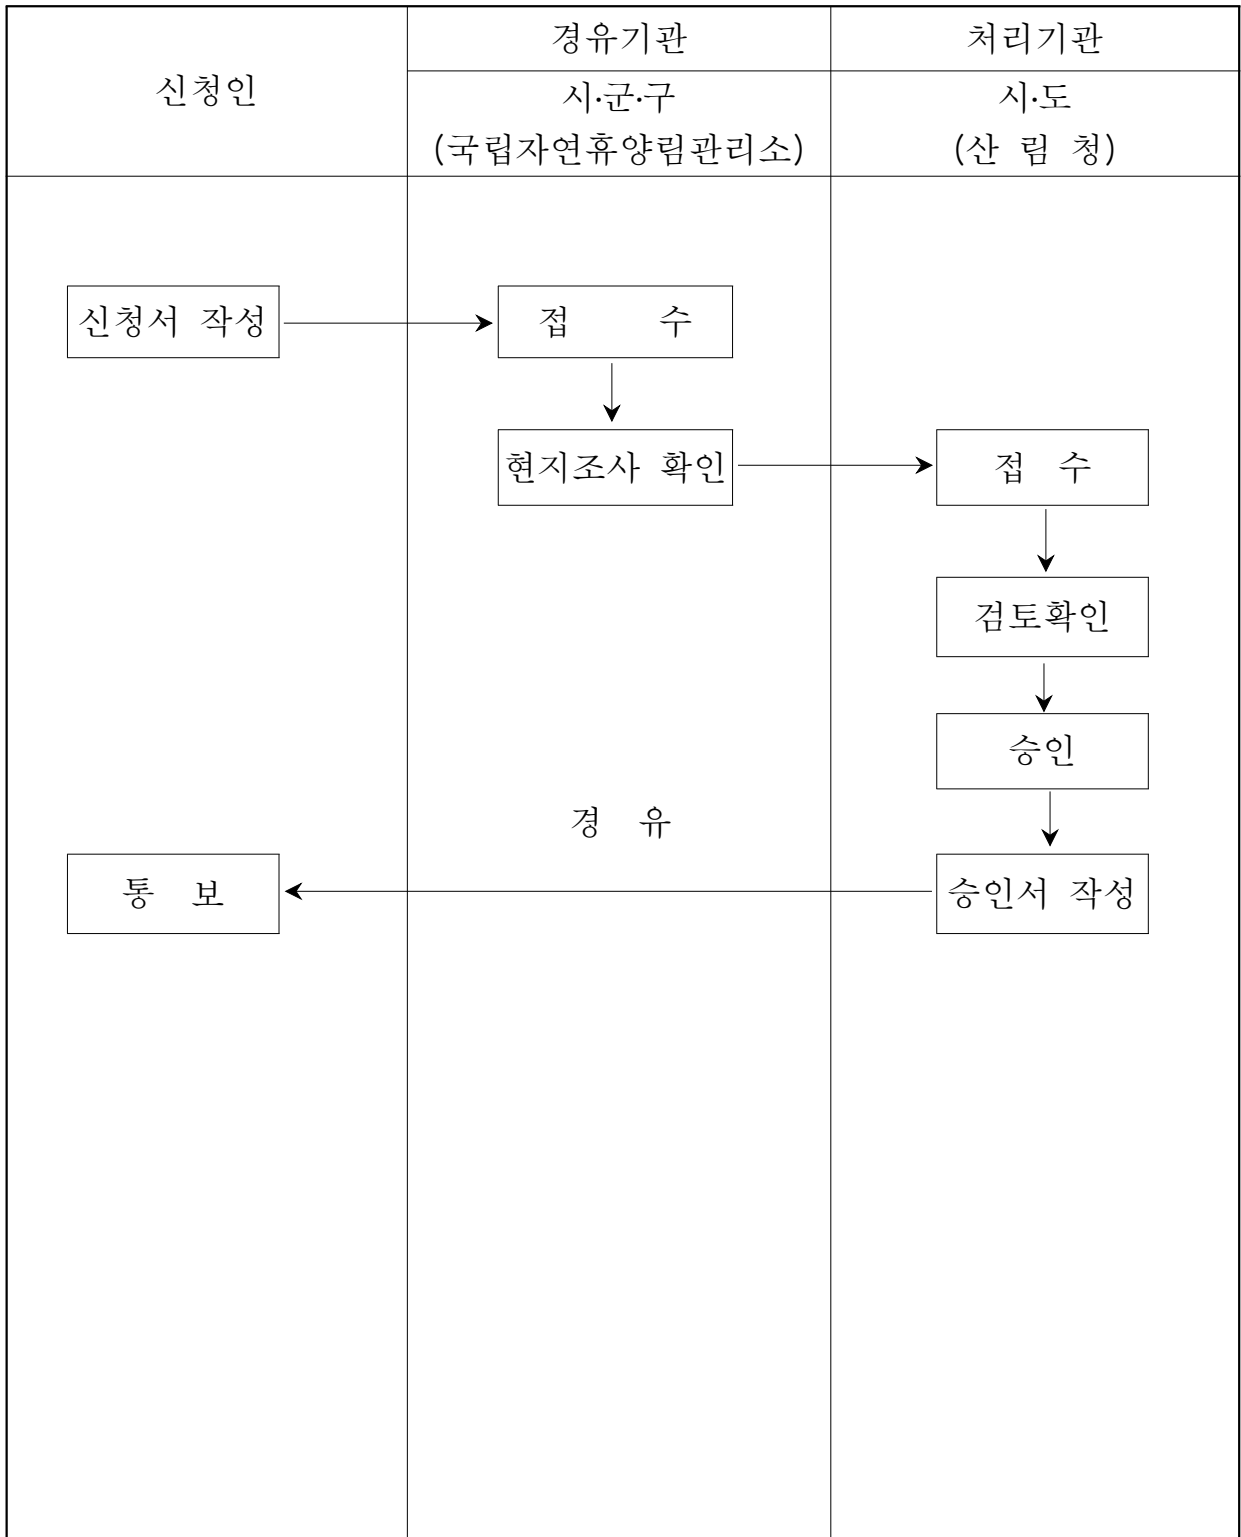 신청인
경유기관
처리기관
시·군·구
(국립자연휴양림관리소)
시·도
(산 림 청)
신청서 작성
접 수
현지조사 확인
접 수
검토확인
승인
경 유
통 보
승인서 작성